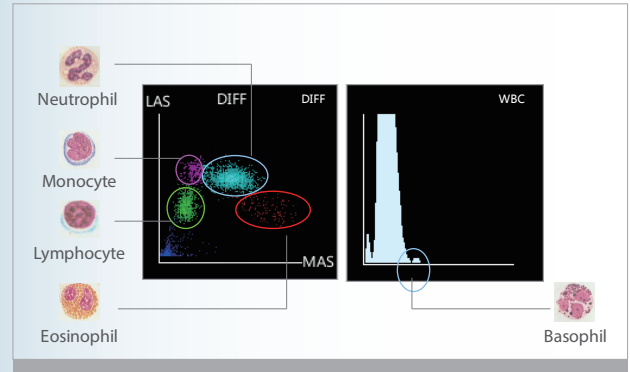 Neutrophil
Monocyte
Lymphocyte
Eosinophil
LAS
DIFF
DIFF
MAS
WBC
Basophil